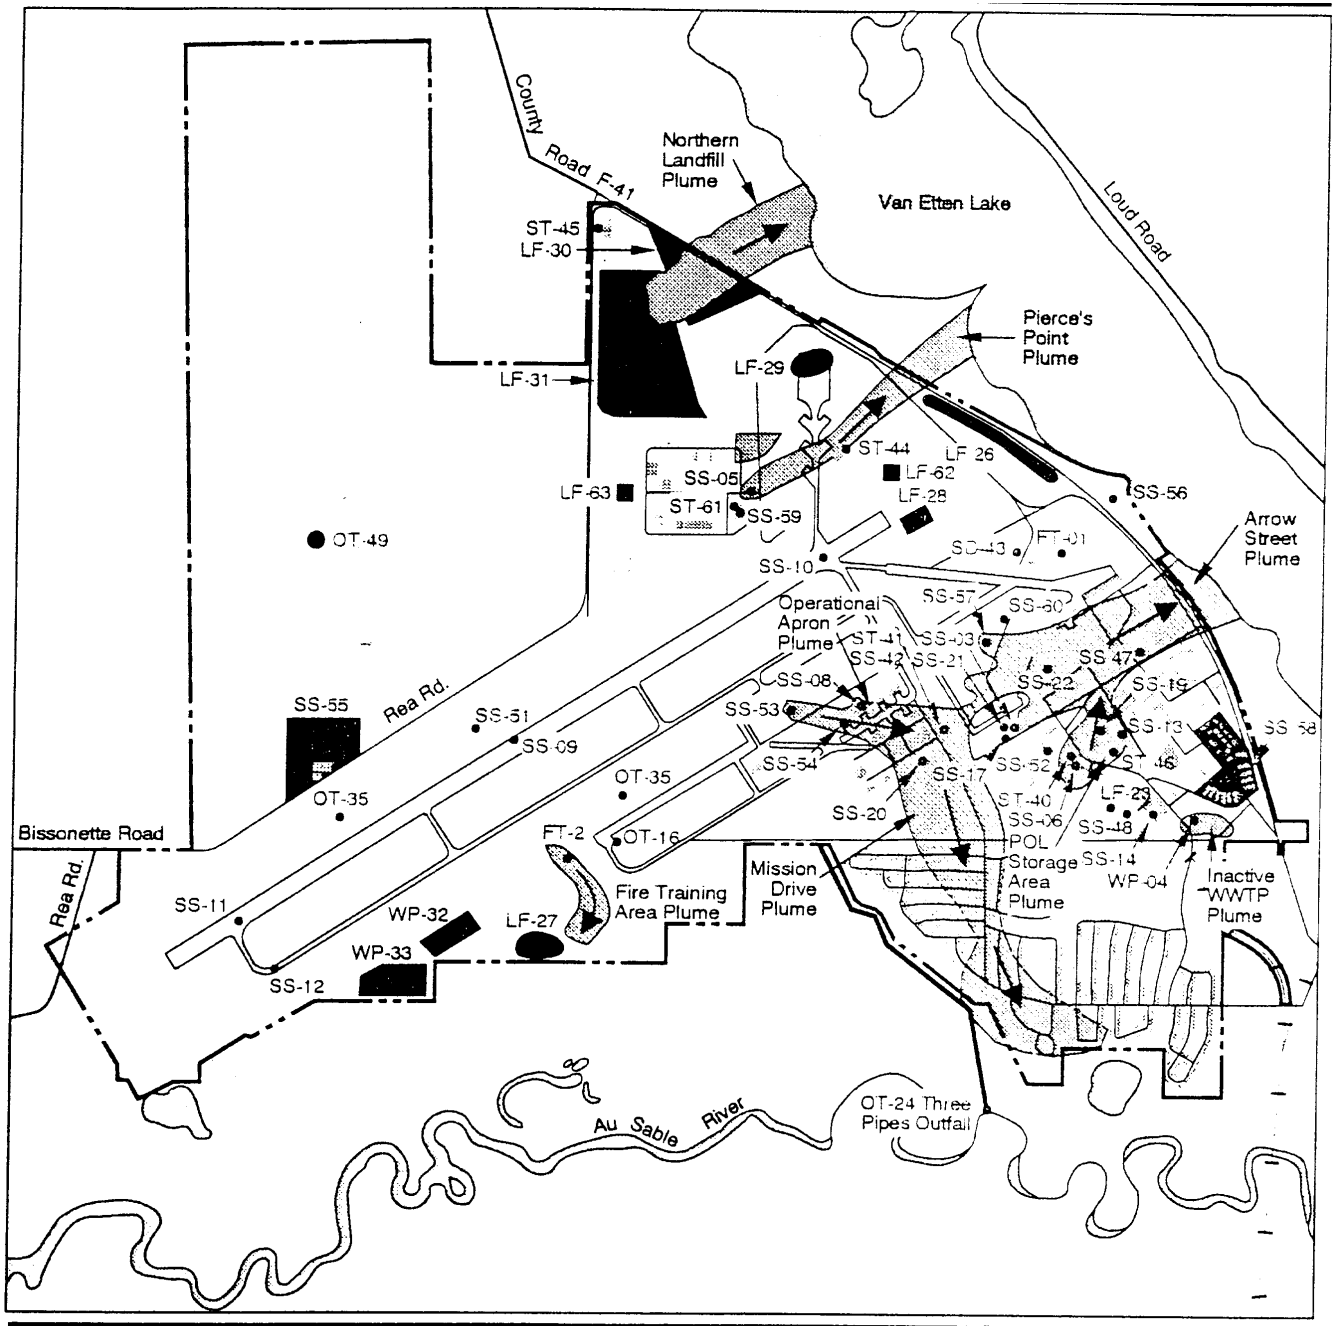 County
Road F-41
Northern
Landfill
Plume
Van Etten Lake
Loud Road
ST-45
LF-30
Pierce's
Point
Plume
LF-29
LF-31
ST-44
LF-26
SS-05
LF-62
LF-63
LF-28
SS-56
ST-61
SS-59
Arrow
Street
Plume
OT-49
SD-43
FT-01
SS-10
SS-57
SS-60
Operational
Apron
Plume
ST-41
SS-03
SS-42
SS-21
SS-47
SS-08
SS-22
SS-19
Rea Rd.
SS-55
SS-53
SS-51
SS-09
SS-13
SS-58
SS-54
SS-17
SS-52
ST-46
OT-35
OT-35
ST-40
LF-23
SS-20
SS-06
SS-48
Bissonette Road
FT-2
OT-16
POL
Storage
Area
Plume
SS-14
Mission
Drive
Plume
WP-04
Inactive
WWTP
Plume
Rea Rd.
Fire Training
Area Plume
SS-11
WP-32
LF-27
WP-33
SS-12
OT-24 Three
Pipes Outfall
Au Sable River